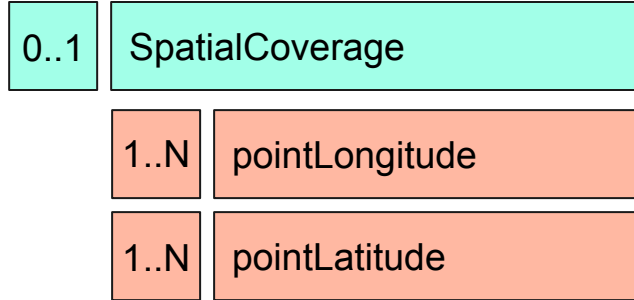 0..1 SpatialCoverage
1..N pointLongitude
1..N pointLatitude